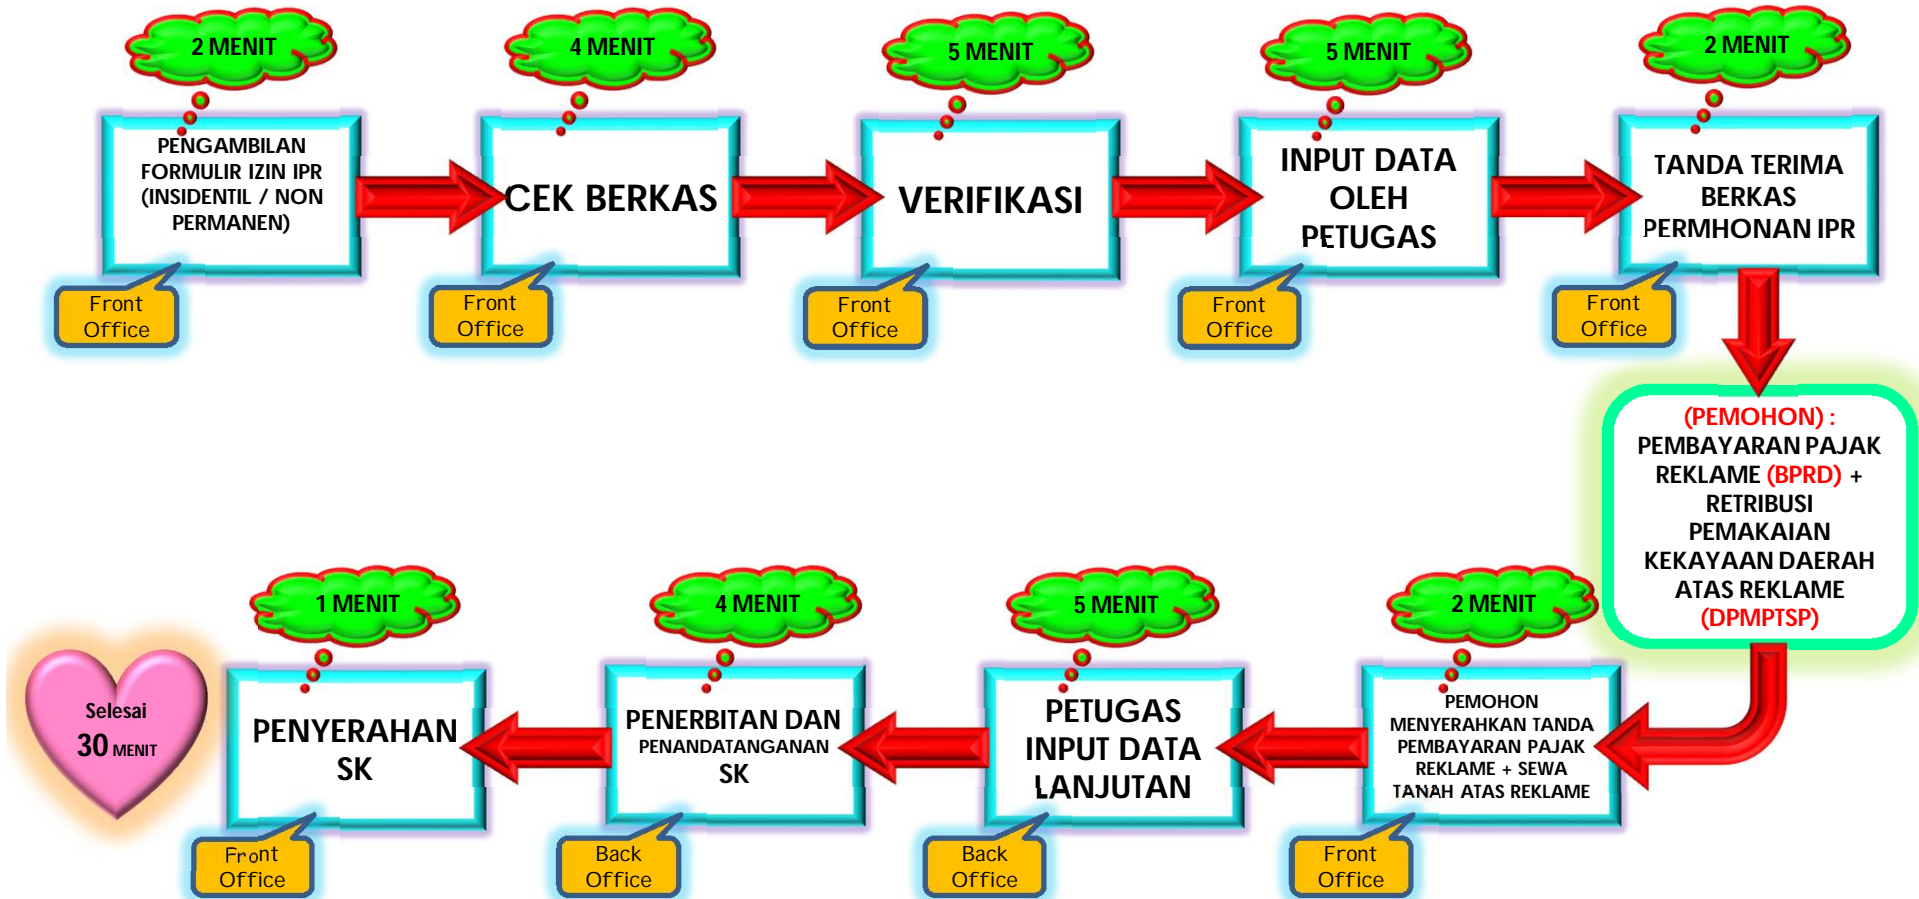 2 MENIT
PENGAMBILAN
FORMULIR IZIN IPR
(INSIDENTIL / NON
PERMANEN)
Front
Office
4 MENIT
CEK BERKAS
Front
Office
5 MENIT
VERIFIKASI
Front
Office
5 MENIT
INPUT DATA
OLEH
PETUGAS
Front
Office
2 MENIT
TANDA TERIMA
BERKAS
PERMHONAN IPR
Front
Office
(PEMOHON) :
PEMBAYARAN PAJAK
REKLAME (BPRD) +
RETRIBUSI
PEMAKAIAN
KEKAYAAN DAERAH
ATAS REKLAME
(DPMPTSP)
2 MENIT
PEMOHON
MENYERAHKAN TANDA
PEMBAYARAN PAJAK
REKLAME + SEWA
TANAH ATAS REKLAME
Front
Office
5 MENIT
PETUGAS
INPUT DATA
LANJUTAN
Back
Office
4 MENIT
PENERBITAN DAN
PENANDATANGANAN
SK
Back
Office
1 MENIT
PENYERAHAN
SK
Front
Office
Selesai
30 MENIT